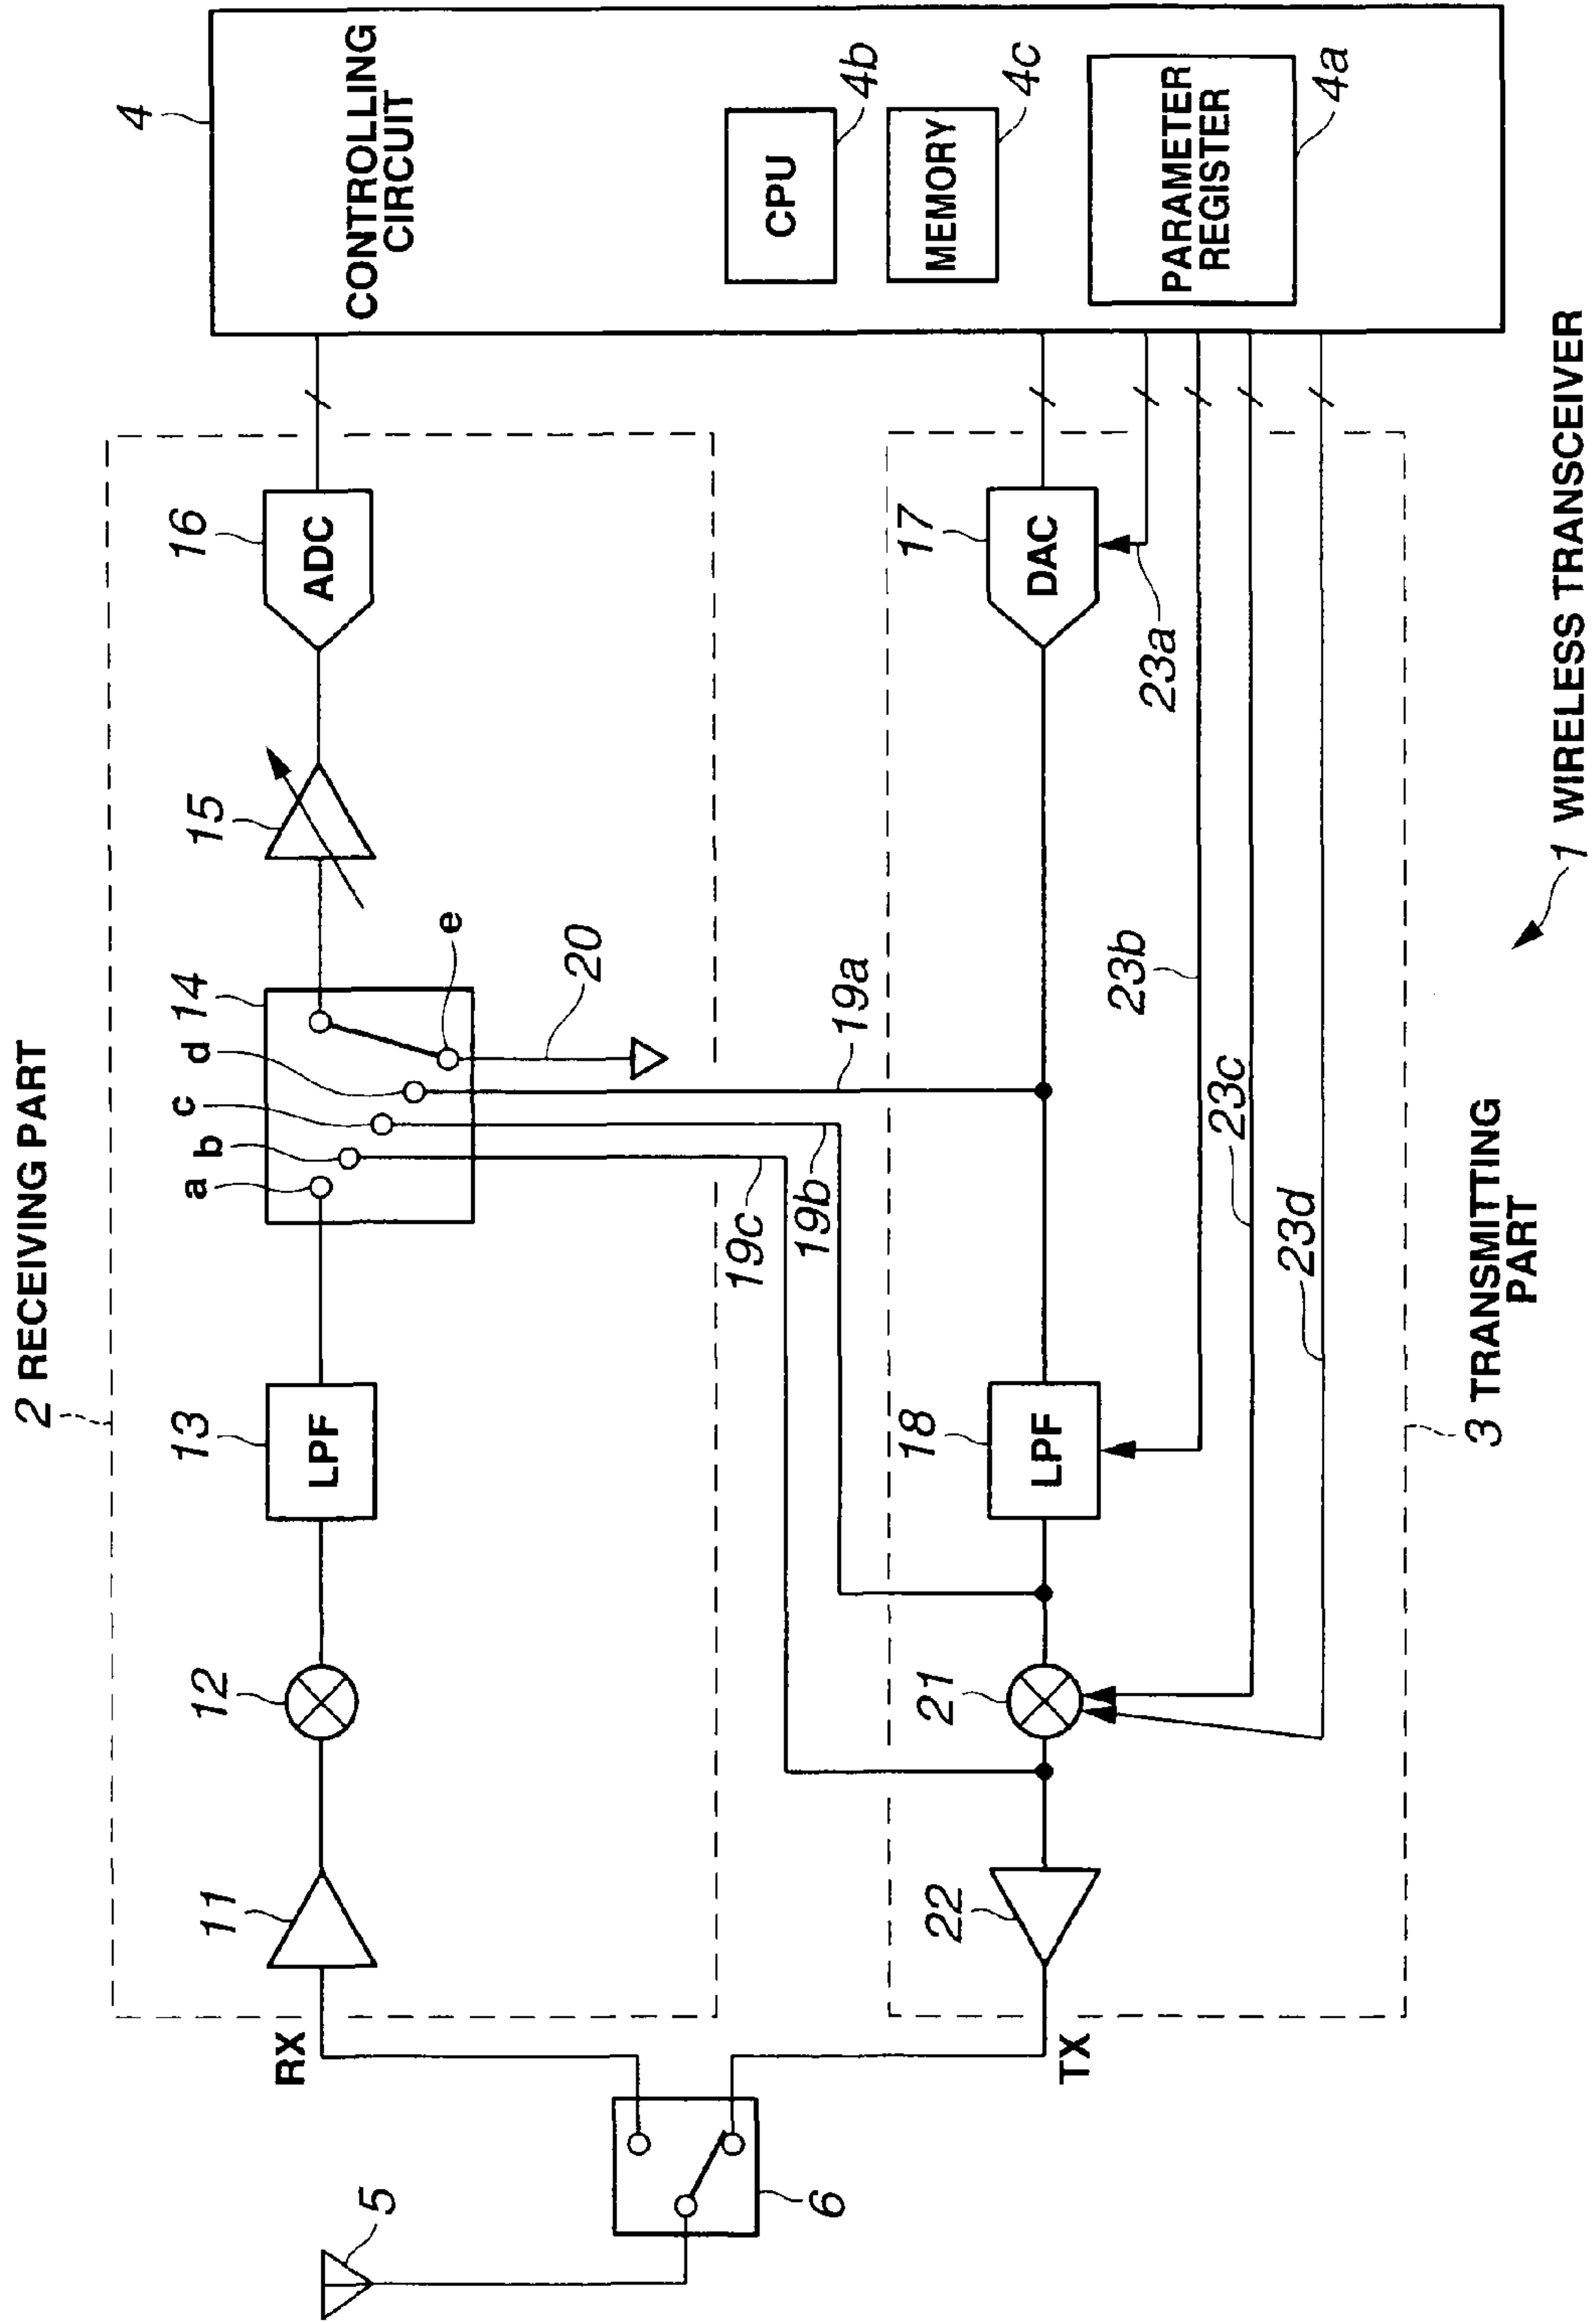 2 RECEIVING PART
RX
11
12
13
LPF
14
a
b
c
d
e
15
16
ADC
20
4
CONTROLLING
CIRCUIT
CPU
4b
MEMORY
4c
PARAMETER
REGISTER
4a
5
6
19c
19b
19a
TX
22
21
18
LPF
17
DAC
23a
23b
23c
23d
3 TRANSMITTING
PART
1 WIRELESS TRANSCEIVER